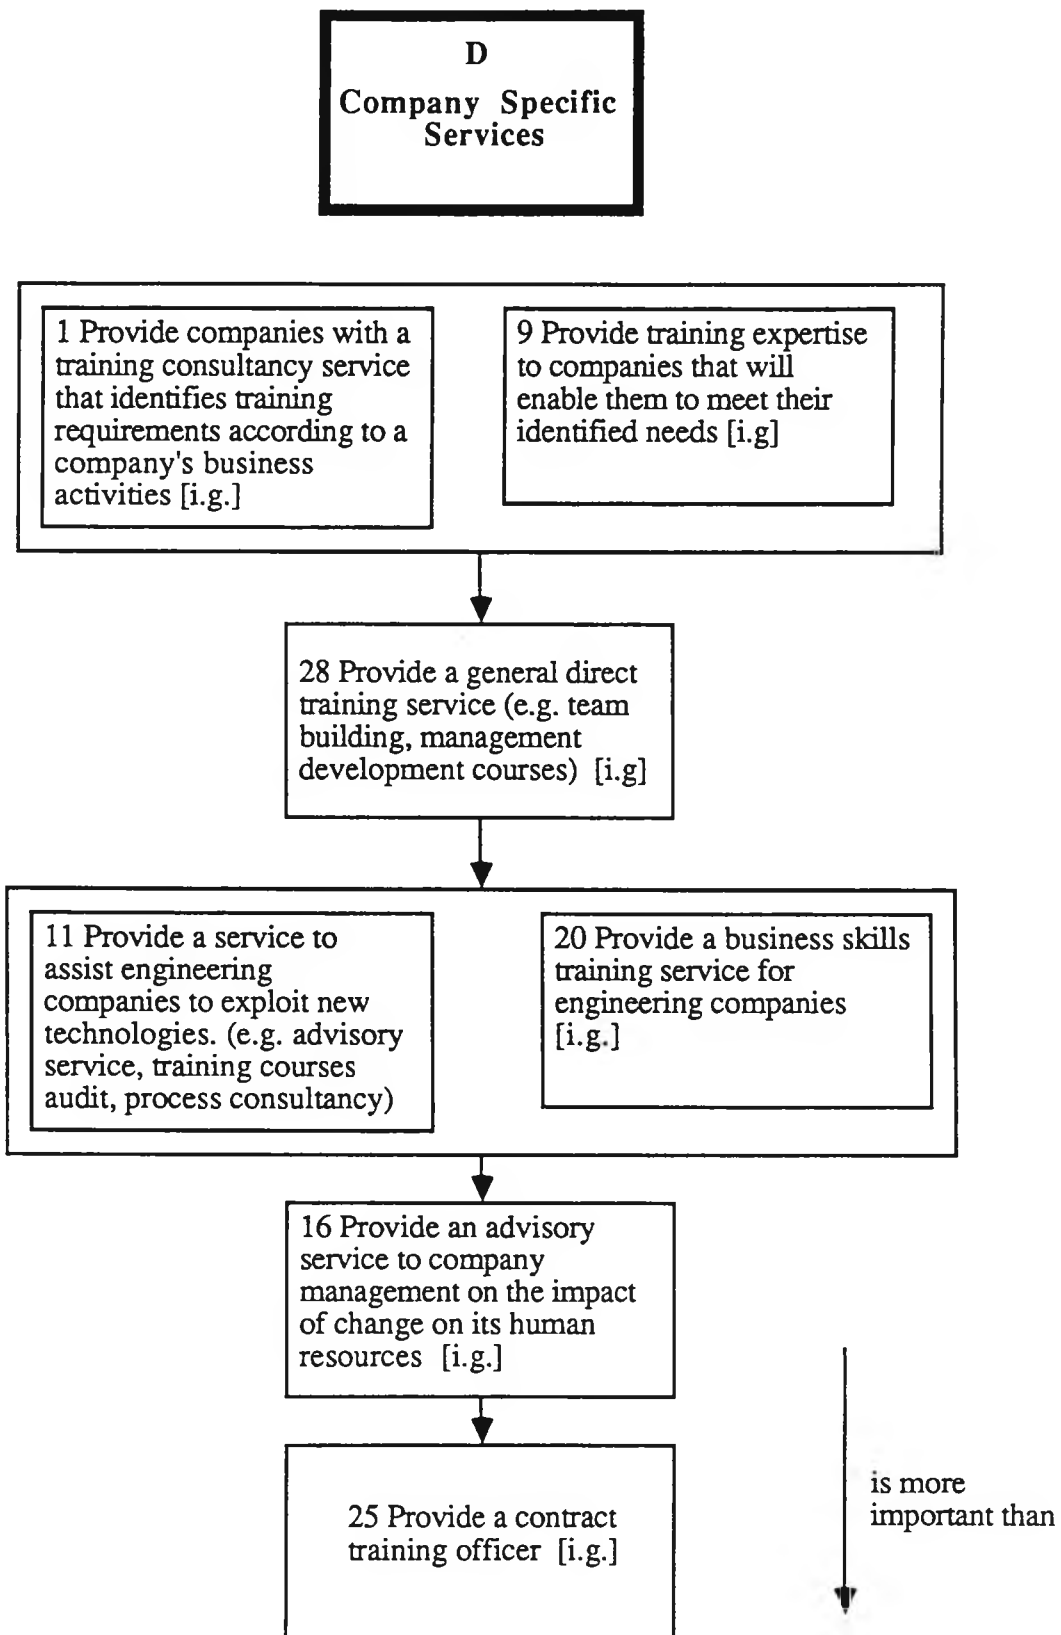 D
Company Specific
Services
1 Provide companies with a
training consultancy service
that identifies training
requirements according to a
company's business
activities [i.g.]
9 Provide training expertise
to companies that will
enable them to meet their
identified needs [i.g]
28 Provide a general direct
training service (e.g. team
building, management
development courses) [i.g]
11 Provide a service to
assist engineering
companies to exploit new
technologies. (e.g. advisory
service, training courses
audit, process consultancy)
20 Provide a business skills
training service for
engineering companies
[i.g.]
16 Provide an advisory
service to company
management on the impact
of change on its human
resources [i.g.]
25 Provide a contract
training officer [i.g.]
is more
important than